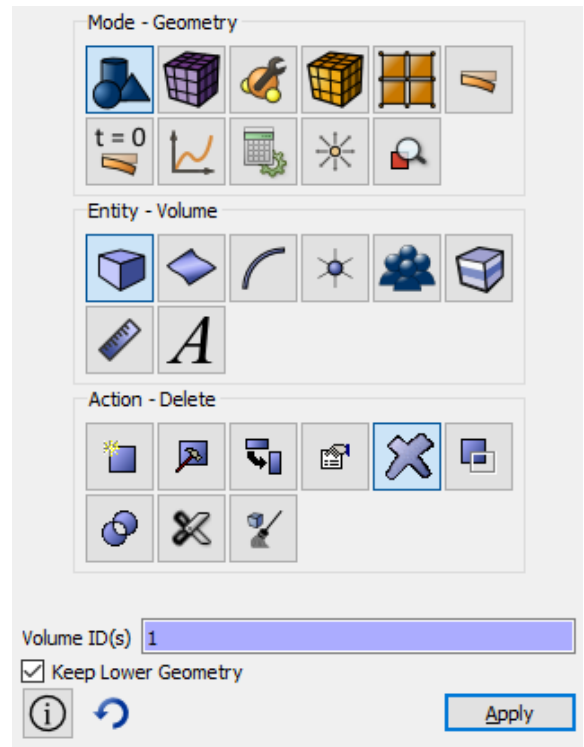 Mode - Geometry
t = 0
Entity - Volume
A
Action - Delete
Volume ID(s) 1
Keep Lower Geometry
i
Apply